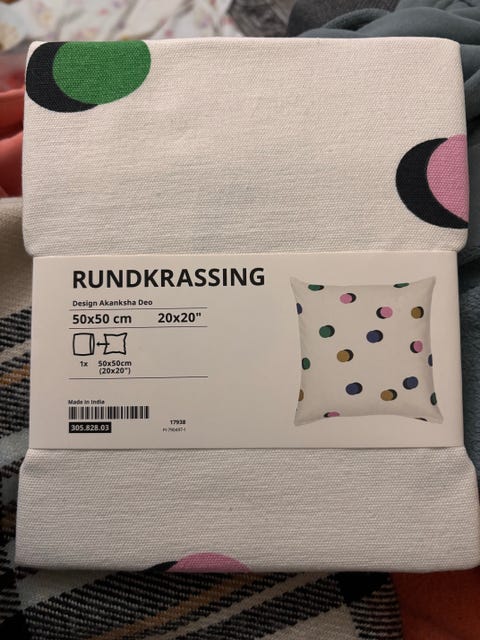 RUNDKRASSING
Design Akanksha Deo
50x50 cm 20x20"
1x 50x50cm
(20x20")
Made in India
17938
305.828.03